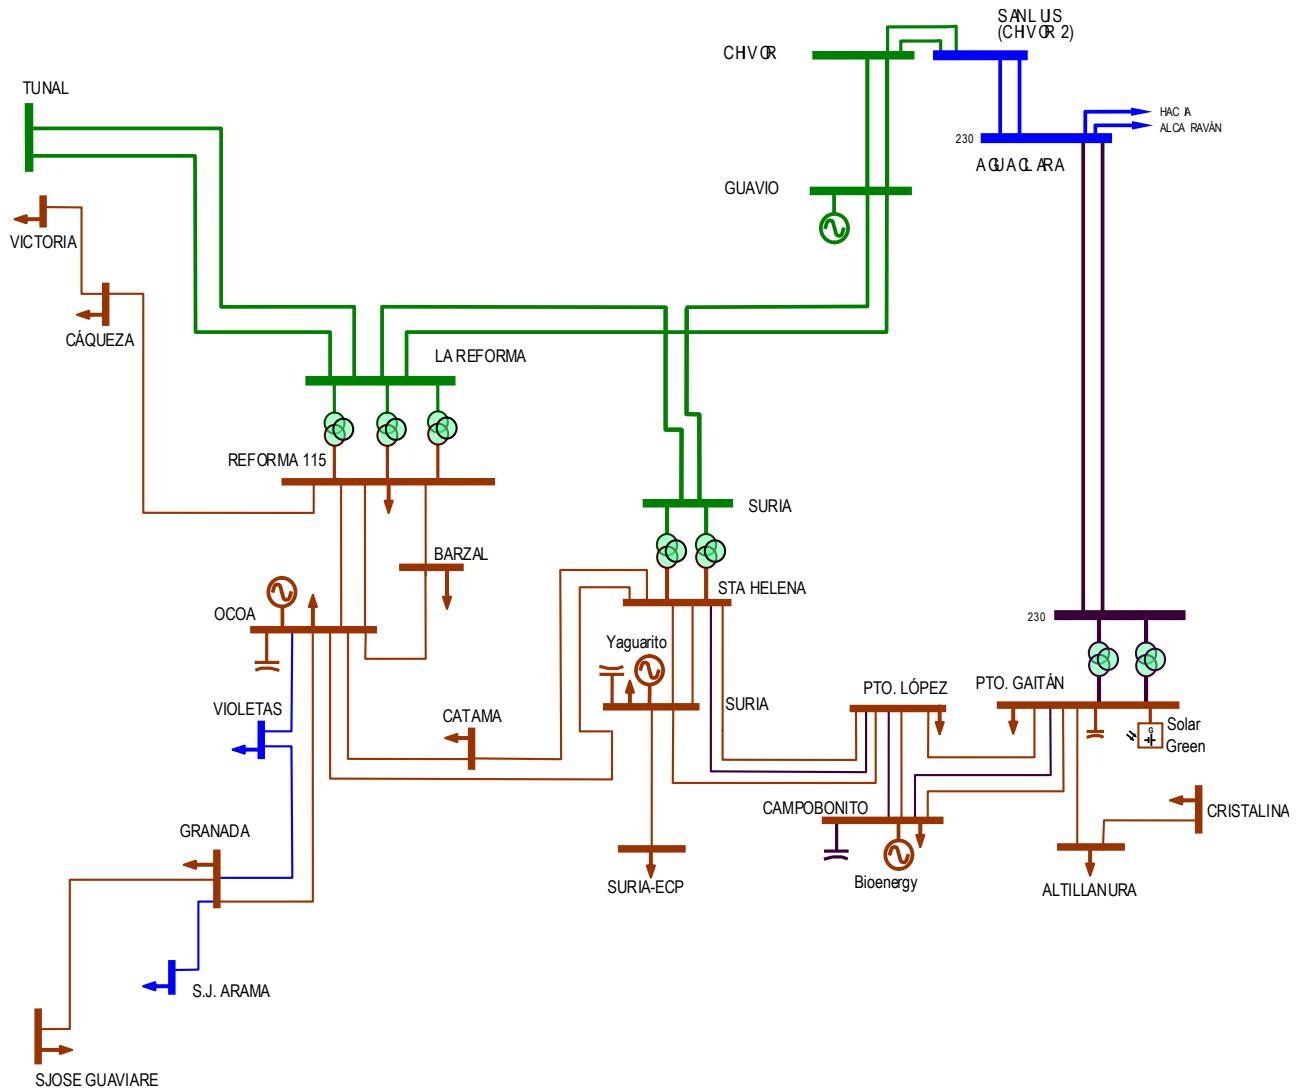 SANLUIS
(CHIVOR 2)
CHIVOR
TUNAL
HACIA
ALCARAVÁN
230
AGUACLARA
GUAVIO
VICTORIA
CÁQUEZA
LA REFORMA
REFORMA 115
SURIA
BARZAL
STA HELENA
OCOA
230
Yaguarito
PTO. LÓPEZ
PTO. GAITÁN
VIOLETAS
CATAMA
SURIA
Solar
Green
G
CAMPOBONITO
CRISTALINA
GRANADA
SURIA-ECP
Bioenergy
ALTILLANURA
S.J. ARAMA
SJOSE GUAVIARE